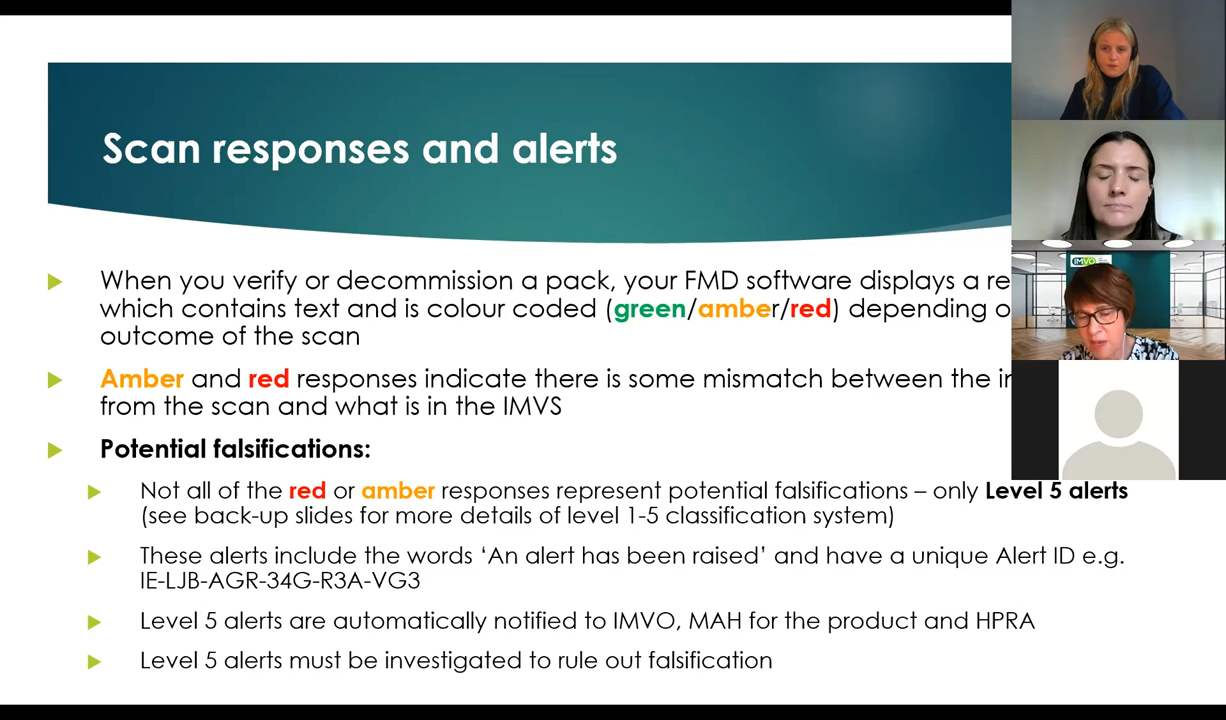 Scan responses and alerts
IMVO
When you verify or decommission a pack, your FMD software displays a re
which contains text and is colour coded (green/amber/red) depending o
outcome of the scan
Amber and red responses indicate there is some mismatch between the in
from the scan and what is in the IMVS
Potential falsifications:
Not all of the red or amber responses represent potential falsifications – only Level 5 alerts
(see back-up slides for more details of level 1-5 classification system)
These alerts include the words ‘An alert has been raised’ and have a unique Alert ID e.g.
IE-LJB-AGR-34G-R3A-VG3
Level 5 alerts are automatically notified to IMVO, MAH for the product and HPRA
Level 5 alerts must be investigated to rule out falsification